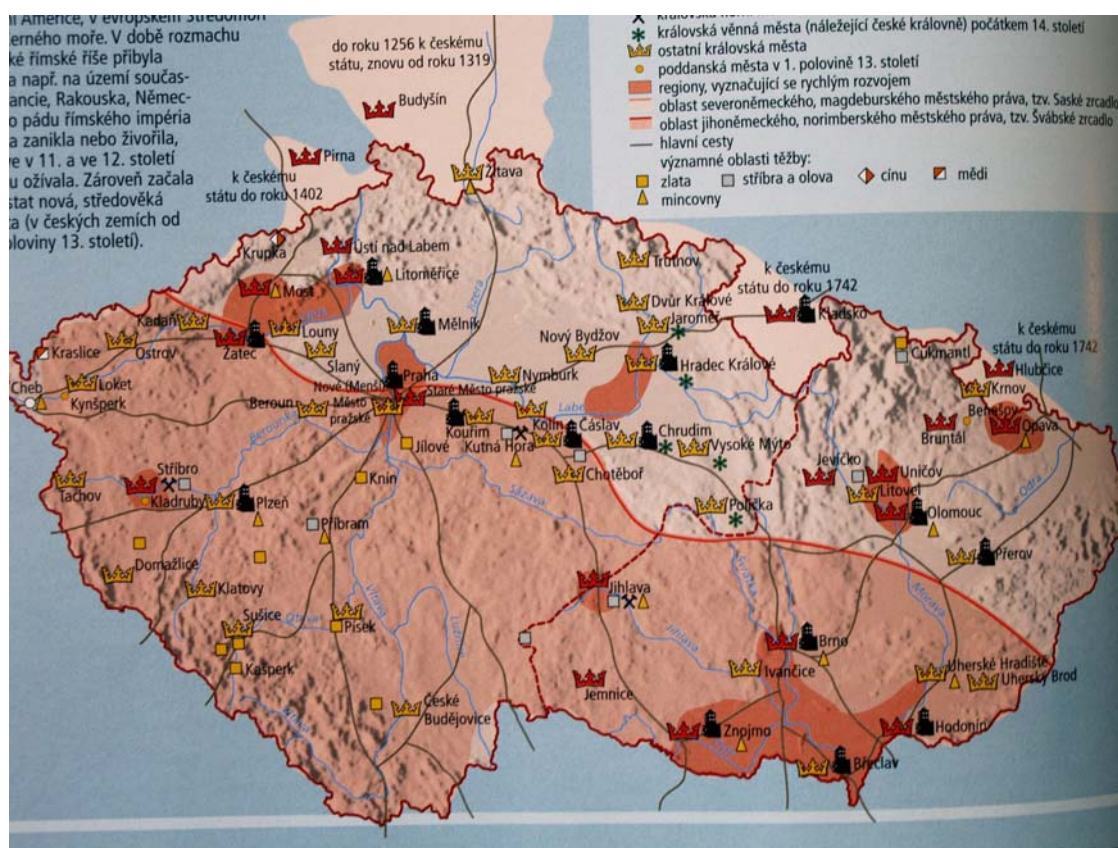 v evropském Středomoří
erného moře. V době rozmachu
ké římské říše přibyla
a např. na území součas-
ancie, Rakouska, Němec-
o pádu římského impéria
a zanikla nebo živořila,
ve v 11. a ve 12. století
u ožívala. Zároveň začala
stat nová, středověká
ka (v českých zemích od
oloviny 13. století).
královská věnná města (náležející české královně) počátkem 14. století
ostatní královská města
poddanská města v 1. polovině 13. století
regiony, vyznačující se rychlým rozvojem
oblast severoněmeckého, magdeburského městského práva, tzv. Saské zrcadlo
oblast jihoněmeckého, norimberského městského práva, tzv. Švábské zrcadlo
hlavní cesty
významné oblasti těžby:
zlata
stříbra a olova
cínu
mědi
mincovny
do roku 1256 k českému
státu, znovu od roku 1319
Budyšín
Pirna
k českému
státu do roku 1402
Žitava
Krupka
Ústí nad Labem
Litoměřice
Trutnov
k českému
státu do roku 1742
Most
Jizera
Dvůr Králové
Jaroměř
Kladsko
Kadaň
Ostrov
Louny
Žatec
Mělník
Nový Bydžov
k českému
státu do roku 1742
Kraslice
Slaný
Hradec Králové
Cukmantl
Hlubčice
Cheb
Loket
Kynšperk
Praha
Nymburk
Krnov
Nové (Menší)
Město
pražské
Staré Město pražské
Beroun
Labe
Benešov
Bruntál
Opava
Berounka
Kouřim
Kolín
Kutná Hora
Čáslav
Chrudim
Vysoké Mýto
Jílové
Jevíčko
Uničov
Stříbro
Knín
Chotěboř
Litovel
Odra
Tachov
Kladruby
Plzeň
Sázava
Polička
Olomouc
Příbram
Přerov
Domažlice
Klatovy
Jihlava
Svratka
Morava
Sušice
Otava
Písek
Vltava
Lužnice
Jihlava
Brno
Kašperk
Ivančice
Uherské Hradiště
Uherský Brod
Jemnice
České
Budějovice
Znojmo
Hodonín
Břeclav